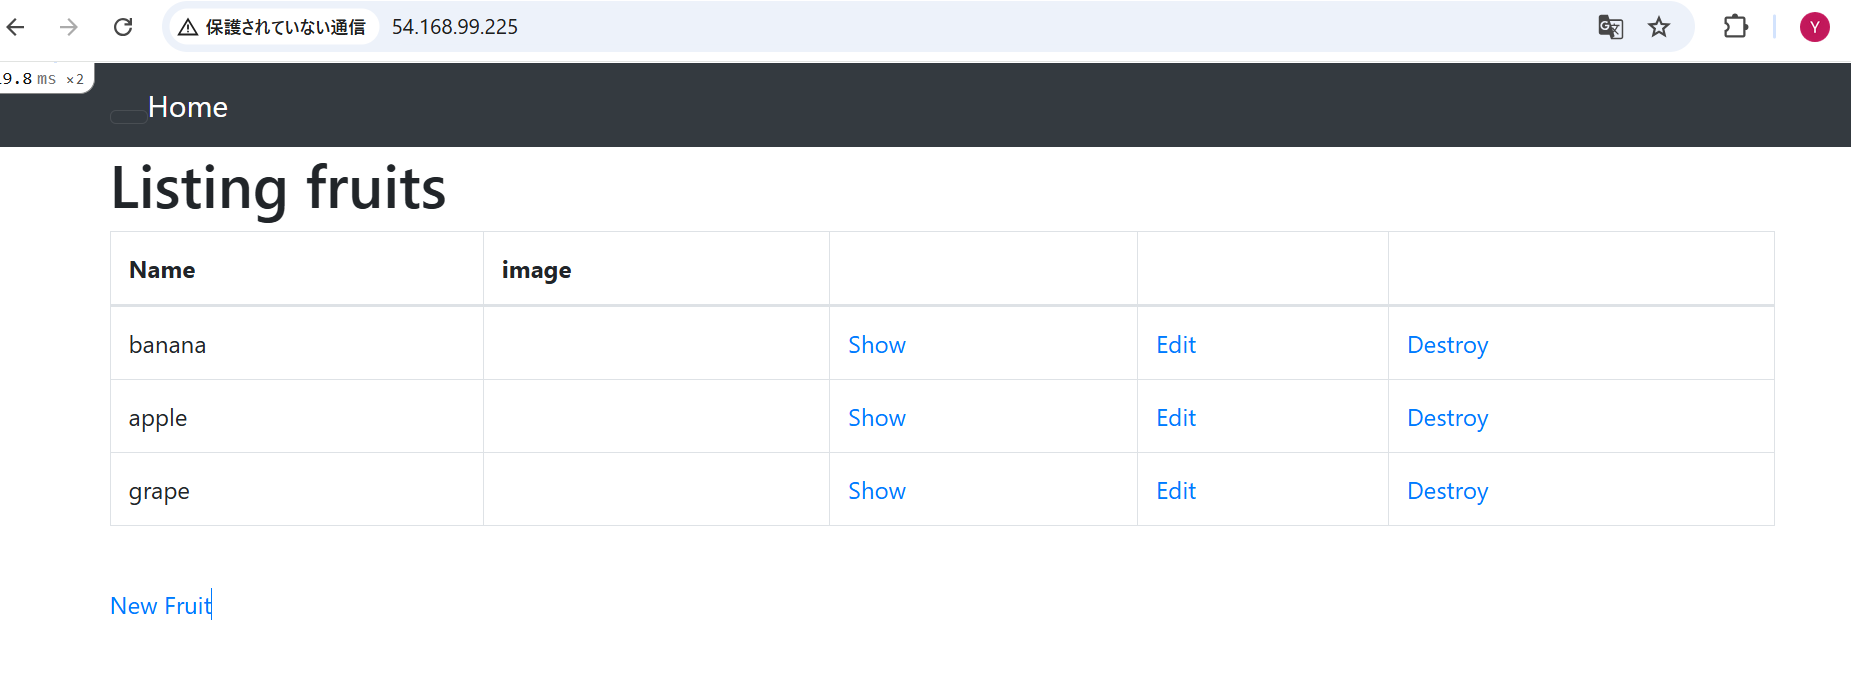 保護されていない通信 54.168.99.225 Y
9.8 ms ×2
Home
Listing fruits
Name image
banana Show Edit Destroy
apple Show Edit Destroy
grape Show Edit Destroy
New Fruit